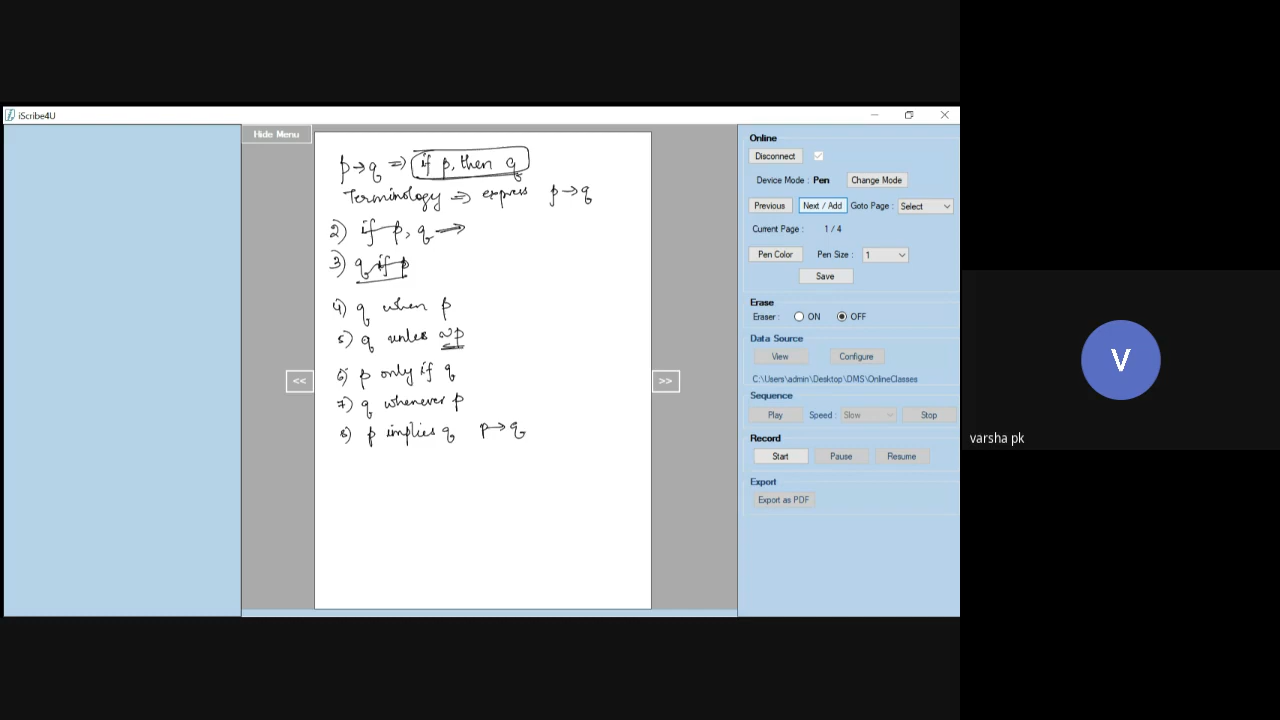 iScribe4U
Hide Menu
p→q ⇒ if p, then q
Terminology ⇒ express p→q
2) if p, q →
3) q if p
4) q when p
5) q unles ~p
6) p only if q
7) q whenever p
8) p implies q p→q
<<
>>
Online
Disconnect
Device Mode : Pen Change Mode
Previous Next / Add Goto Page : Select
Current Page : 1 / 4
Pen Color Pen Size : 1
Save
Erase
Eraser : ON OFF
Data Source
View Configure
C:\Users\admin\Desktop\DMS\OnlineClasses
Sequence
Play Speed : Slow Stop
Record
Start Pause Resume
Export
Export as PDF
V
varsha pk